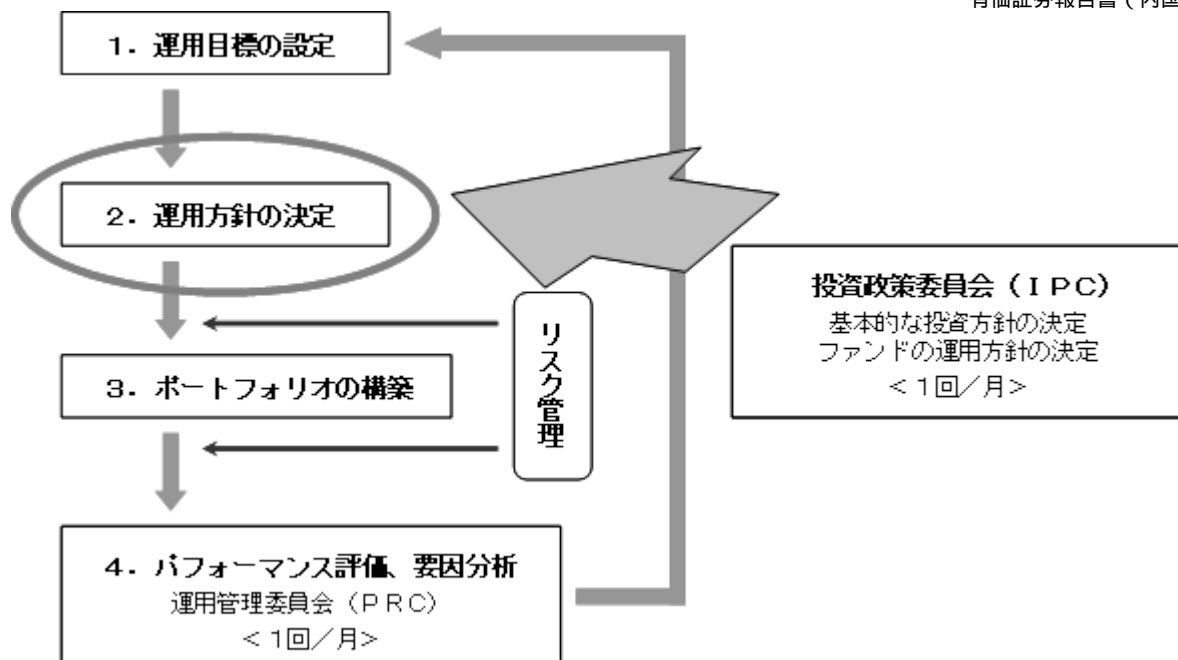 有価証券報告書（内国
１．運用目標の設定
２．運用方針の決定
投資政策委員会（ＩＰＣ）
基本的な投資方針の決定
ファンドの運用方針の決定
＜１回／月＞
リスク管理
３．ポートフォリオの構築
４．パフォーマンス評価、要因分析
運用管理委員会（ＰＲＣ）
＜１回／月＞